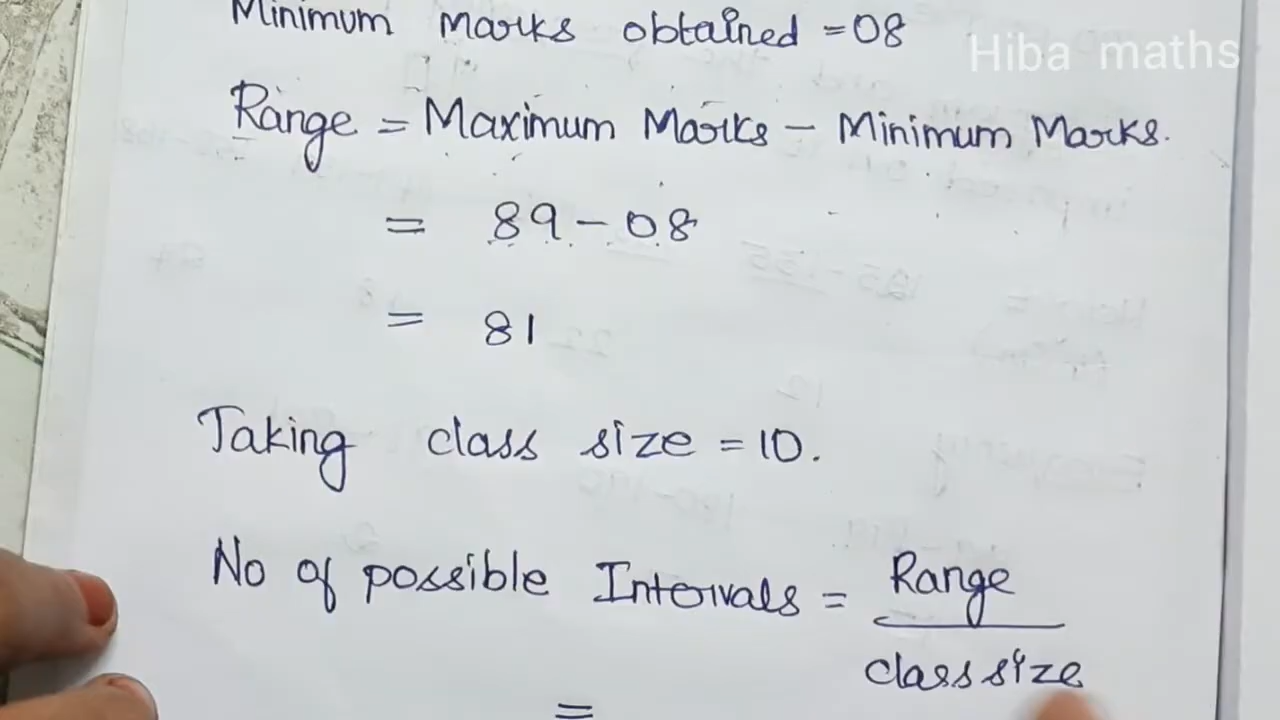 Minimum Marks obtained = 08
Hiba maths
Range = Maximum Marks - Minimum Marks.
= 89 - 08
= 81
Taking class size = 10.
No of possible Intervals = Range
class size
=